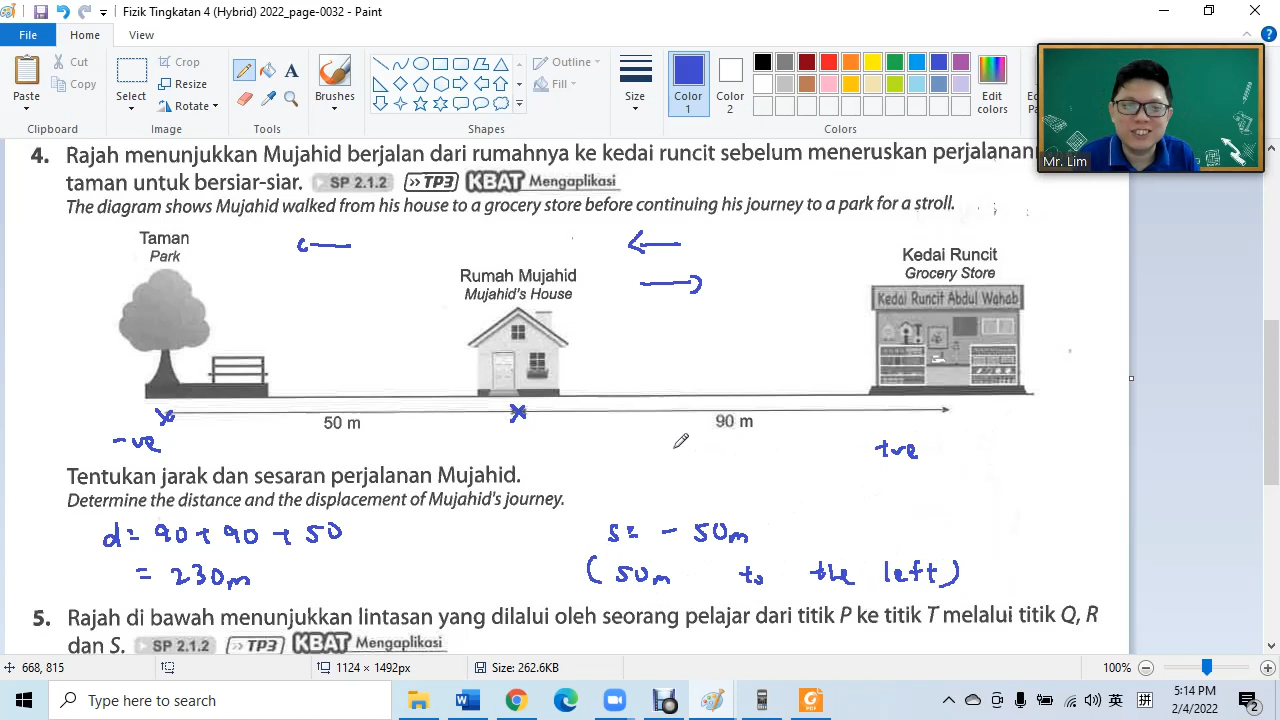 Fizik Tingkatan 4 (Hybrid) 2022_page-0032 - Paint
File Home View
Paste Cut Copy Clipboard
Select Crop Resize Rotate Image
Tools
Brushes
Outline Fill Shapes
Size
Color 1 Color 2 Edit colors Colors
Mr. Lim
4. Rajah menunjukkan Mujahid berjalan dari rumahnya ke kedai runcit sebelum meneruskan perjalanan
taman untuk bersiar-siar. SP 2.1.2 >> TP3 KBAT Mengaplikasi
The diagram shows Mujahid walked from his house to a grocery store before continuing his journey to a park for a stroll.
Taman
Park
Rumah Mujahid
Mujahid's House
Kedai Runcit
Grocery Store
Kedai Runcit Abdul Wahab
50 m
90 m
-ve
+ve
Tentukan jarak dan sesaran perjalanan Mujahid.
Determine the distance and the displacement of Mujahid's journey.
d = 90 + 90 + 50
= 230m
s = - 50m
(50m to the left)
5. Rajah di bawah menunjukkan lintasan yang dilalui oleh seorang pelajar dari titik P ke titik T melalui titik Q, R
dan S. SP 2.1.2 >> TP3 KBAT Mengaplikasi
668, 815
1124 × 1492px
Size: 262.6KB
100%
Type here to search
英
拼
5:14 PM
2/4/2022
2